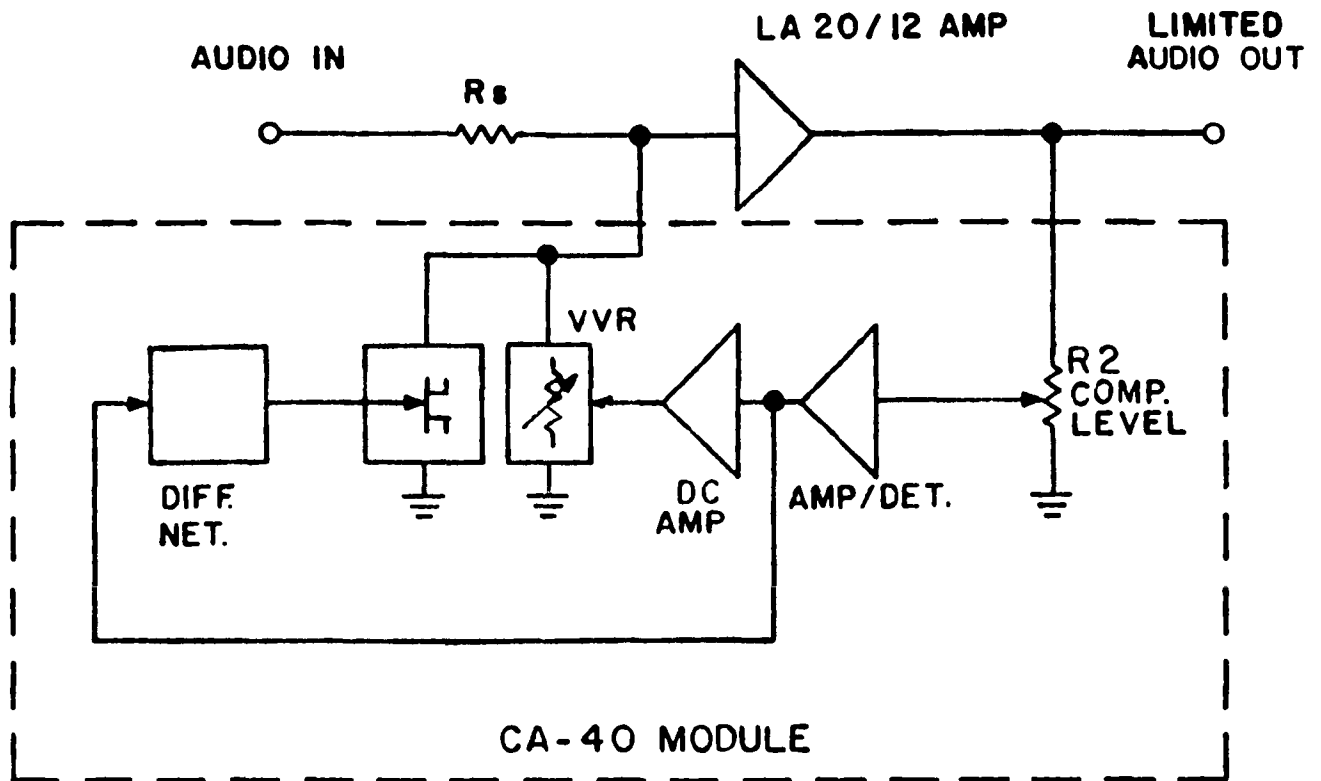 LA 20/12 AMP
LIMITED
AUDIO OUT
AUDIO IN
Rs
VVR
R2
COMP.
LEVEL
DIFF.
NET.
DC
AMP
AMP/DET.
CA-40 MODULE